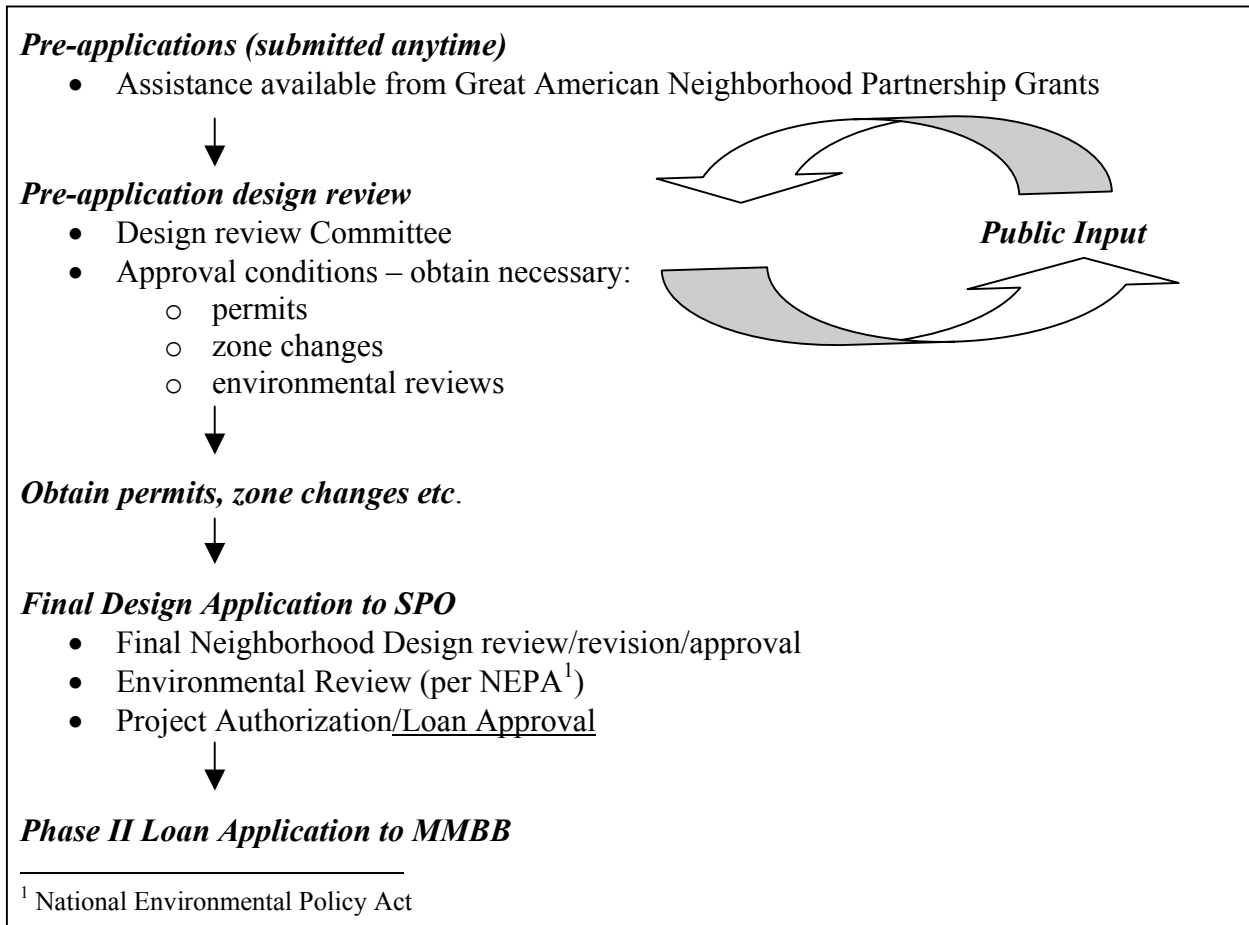 Pre-applications (submitted anytime)
• Assistance available from Great American Neighborhood Partnership Grants
Pre-application design review
• Design review Committee
• Approval conditions – obtain necessary:
o permits
o zone changes
o environmental reviews
Public Input
Obtain permits, zone changes etc.
Final Design Application to SPO
• Final Neighborhood Design review/revision/approval
• Environmental Review (per NEPA¹)
• Project Authorization/Loan Approval
Phase II Loan Application to MMBB
¹ National Environmental Policy Act